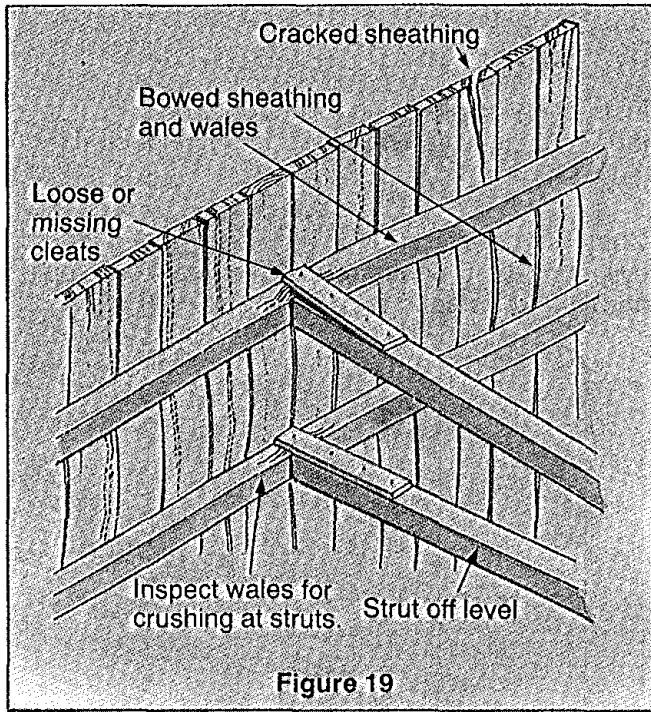 Cracked sheathing
Bowed sheathing
and wales
Loose or
missing
cleats
Inspect wales for
crushing at struts.
Strut off level
Figure 19